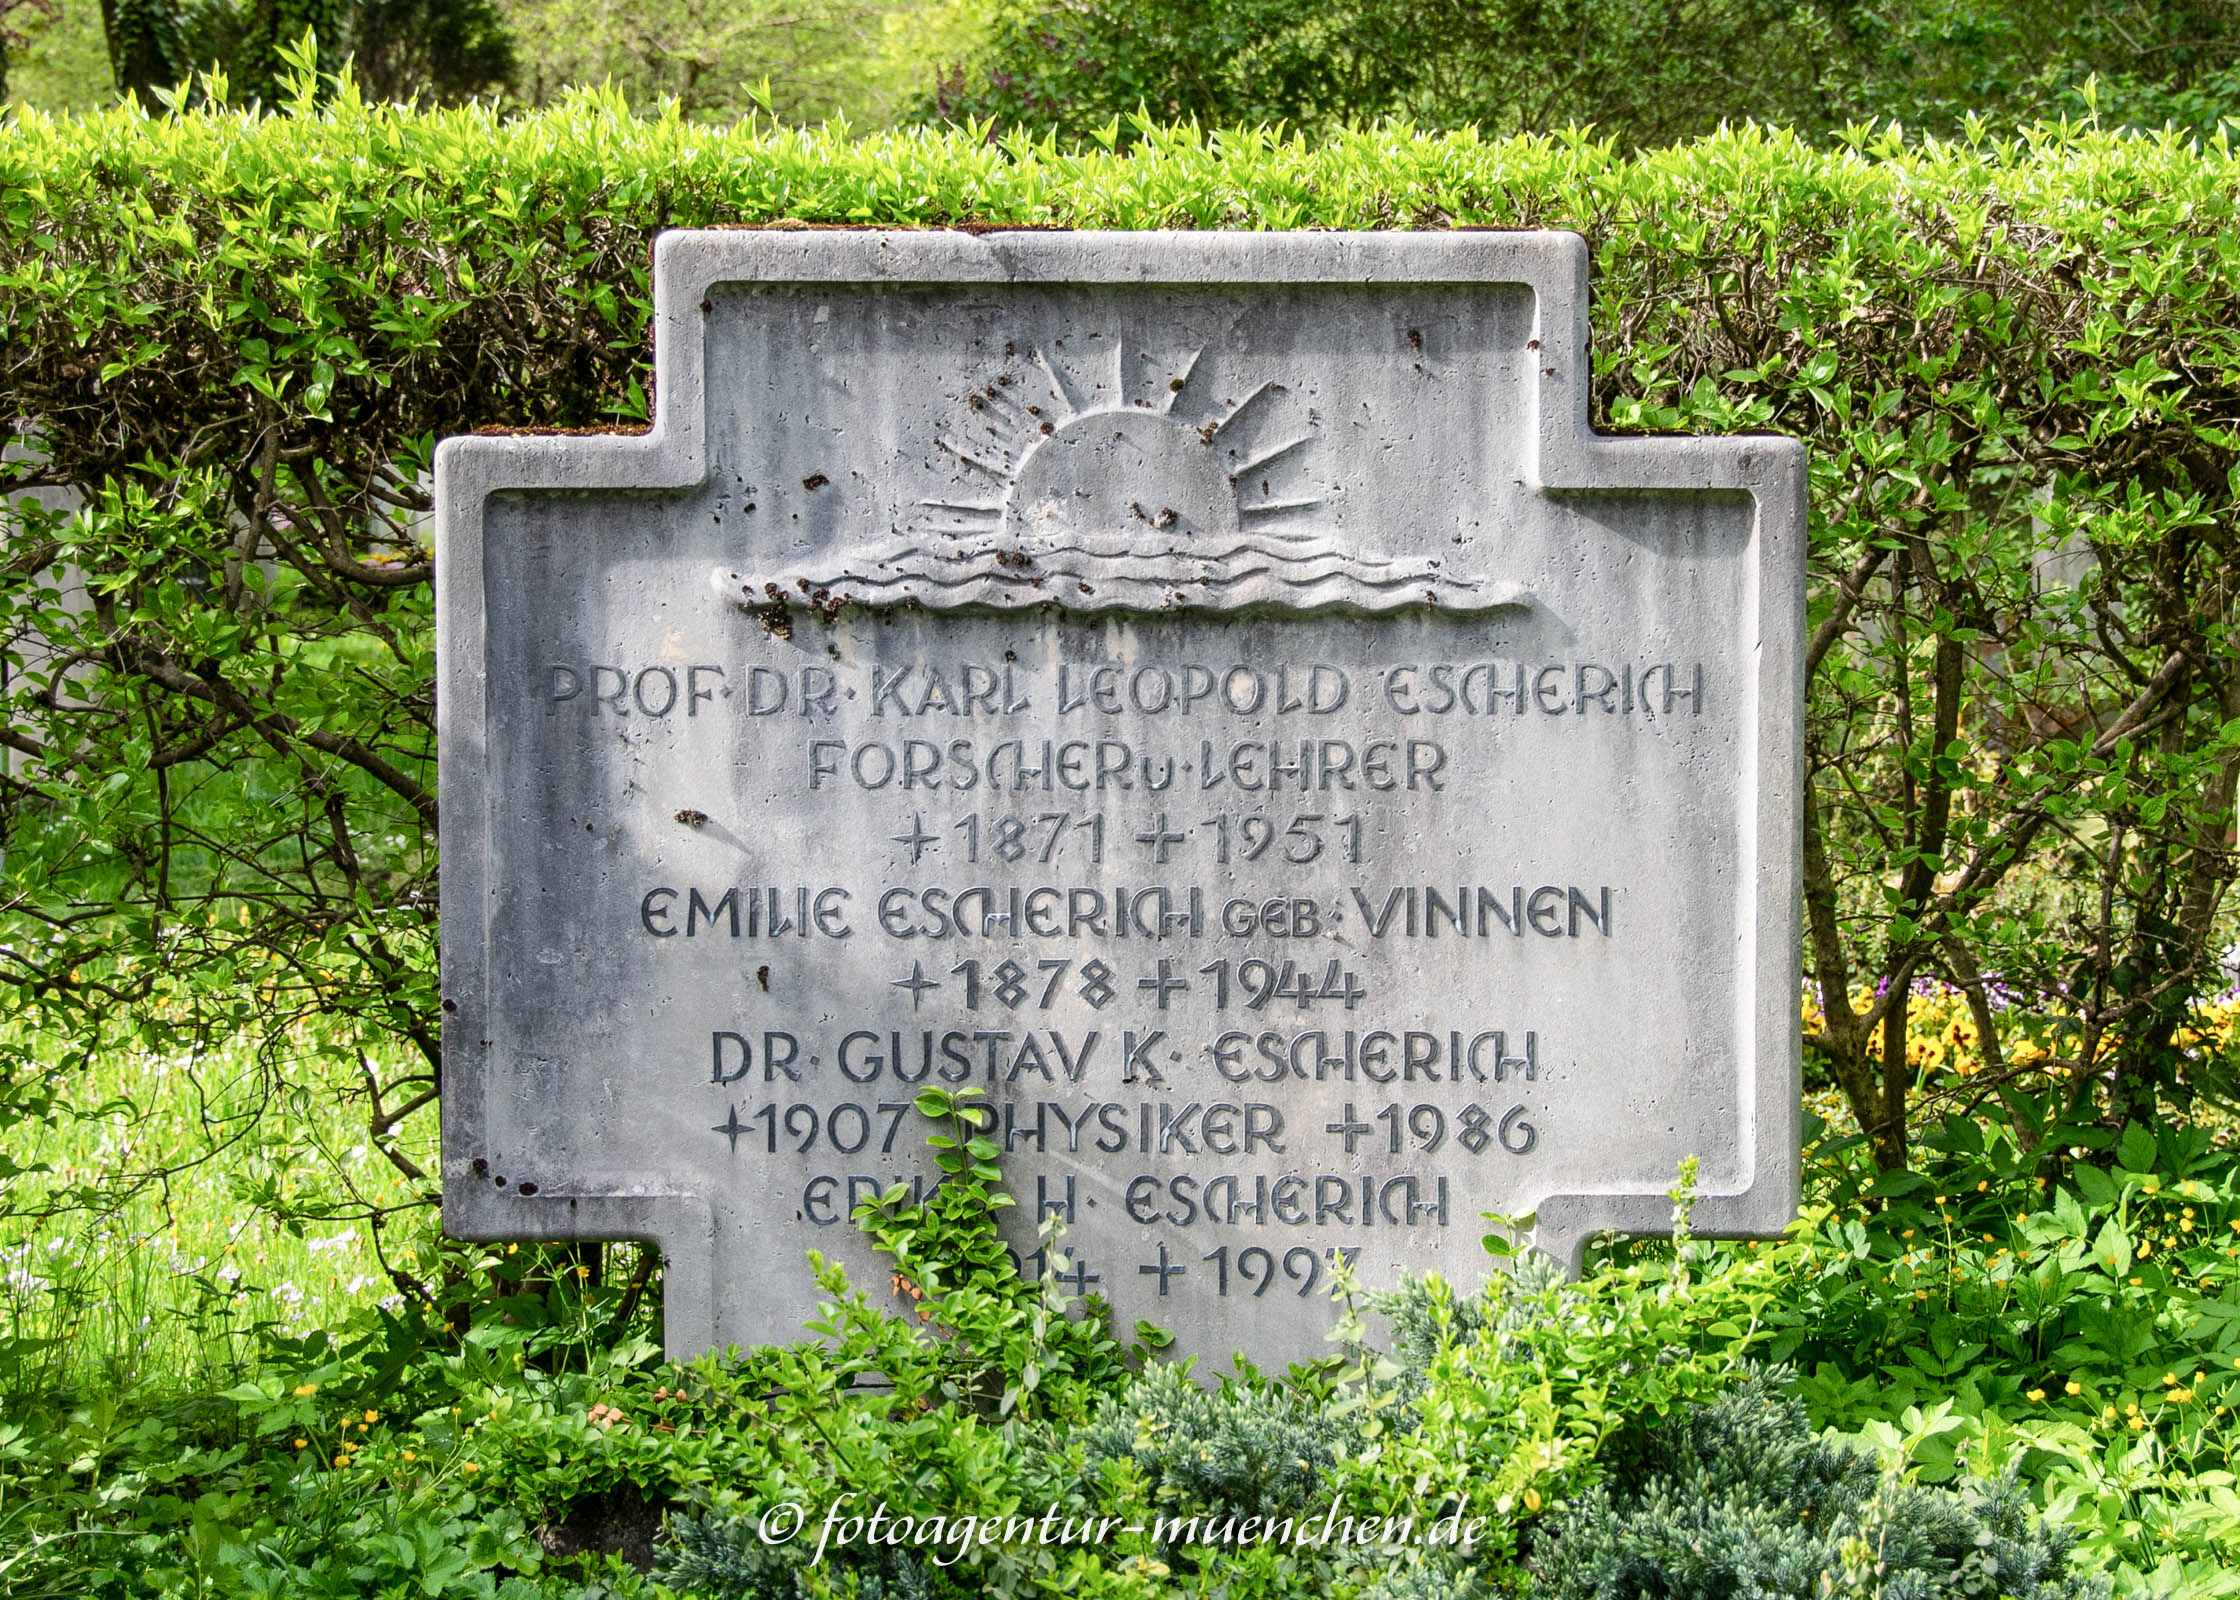 PROF· DR· KARL LEOPOLD ESCHERICH
FORSCHER U· LEHRER
✦ 1871 + 1951
EMILIE ESCHERICH GEB· VINNEN
✦ 1878 + 1944
DR· GUSTAV K· ESCHERICH
✦ 1907 PHYSIKER + 1986
H· ESCHERICH
+ 1997
© fotoagentur-muenchen.de